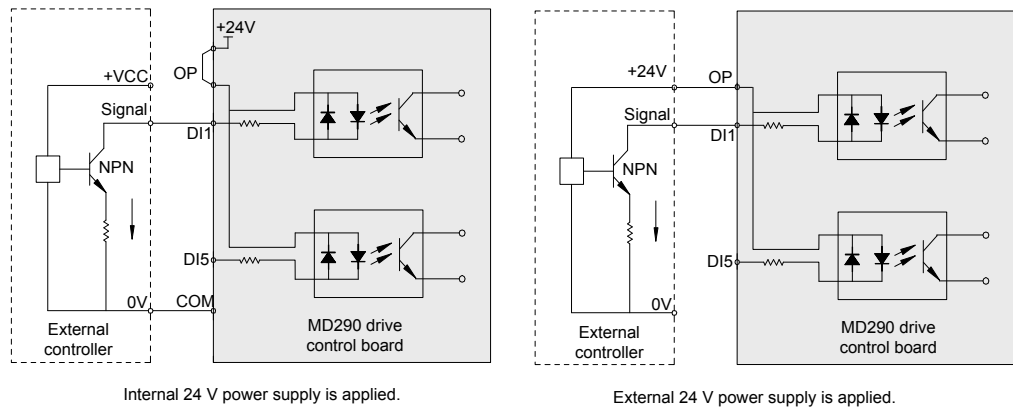 +24V
OP
+VCC
Signal
DI1
NPN
DI5
0V
COM
External
controller
MD290 drive
control board
Internal 24 V power supply is applied.
+24V
OP
Signal
DI1
NPN
DI5
0V
External
controller
MD290 drive
control board
External 24 V power supply is applied.